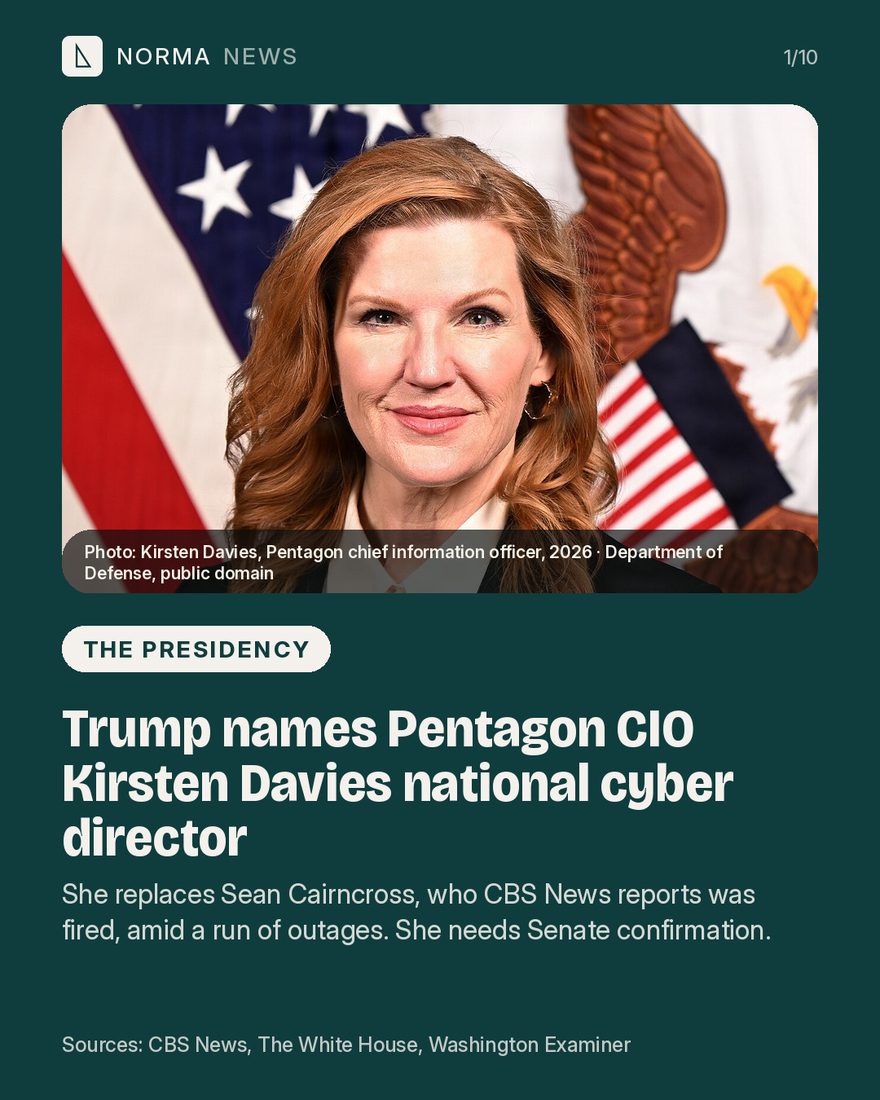 NORMA NEWS
1/10
Photo: Kirsten Davies, Pentagon chief information officer, 2026 · Department of
Defense, public domain
THE PRESIDENCY
Trump names Pentagon CIO
Kirsten Davies national cyber
director
She replaces Sean Cairncross, who CBS News reports was
fired, amid a run of outages. She needs Senate confirmation.
Sources: CBS News, The White House, Washington Examiner